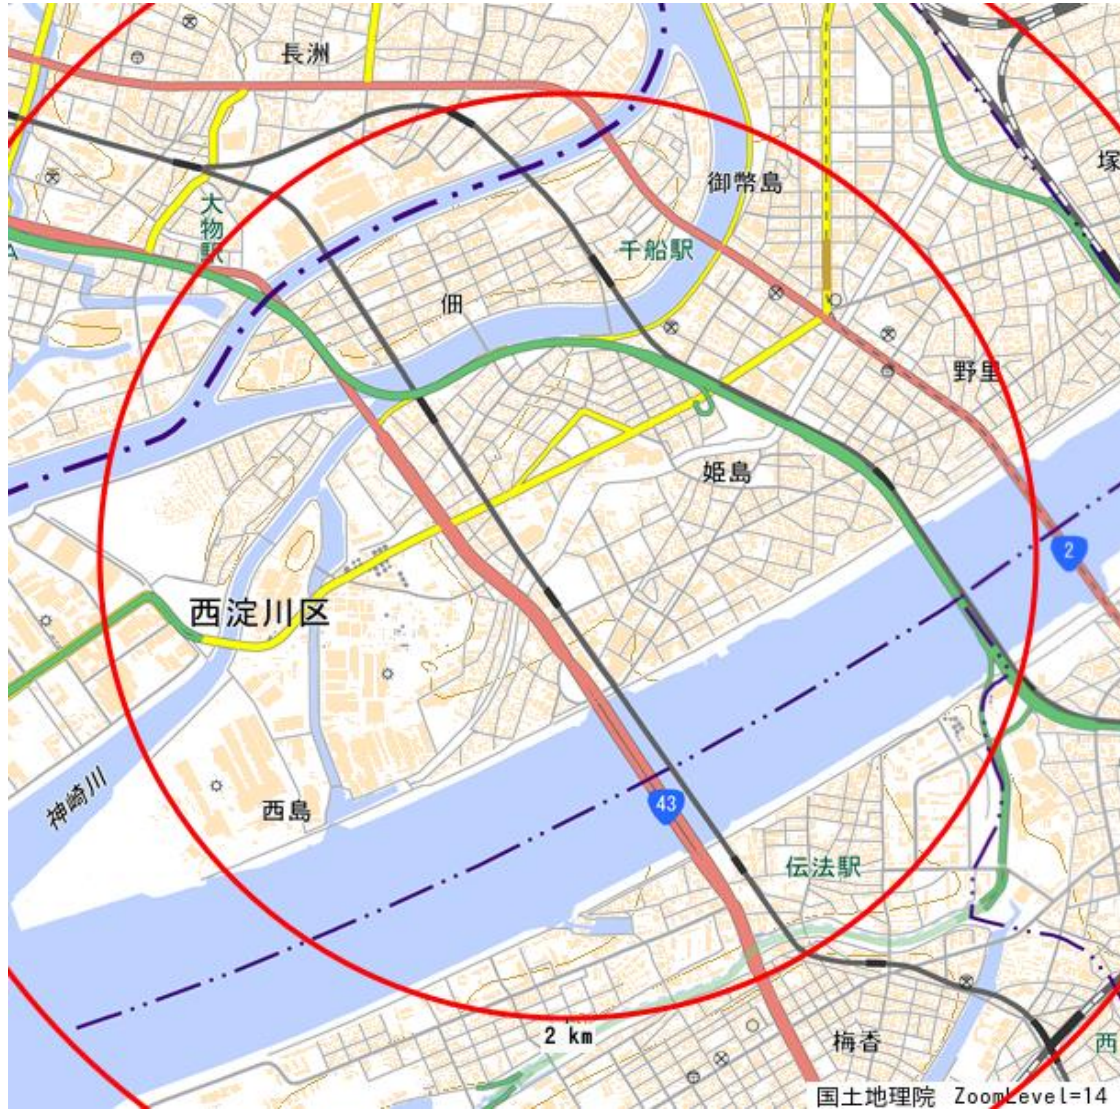 長洲
御幣島
塚
大物駅
千船駅
佃
野里
姫島
2
西淀川区
神崎川
西島
43
伝法駅
2 km
梅香
西
国土地理院 ZoomLevel=14